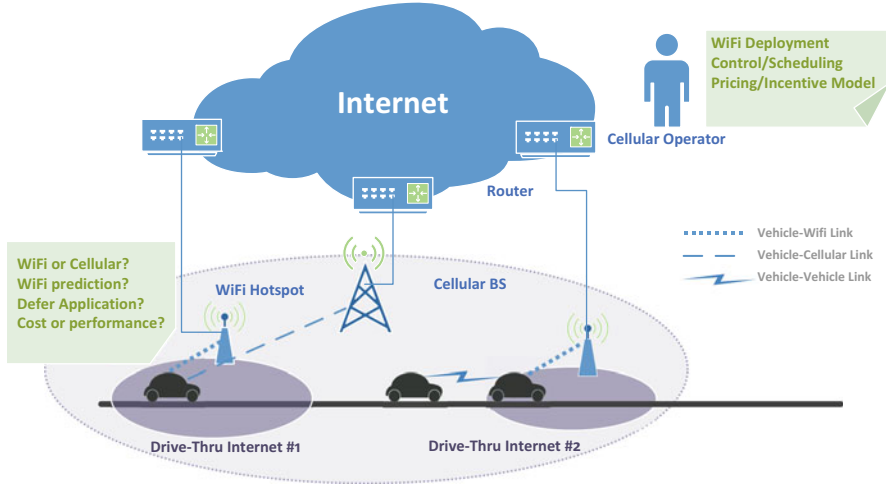 WiFi Deployment
Control/Scheduling
Pricing/Incentive Model
Internet
Cellular Operator
Router
Vehicle-Wifi Link
Vehicle-Cellular Link
Vehicle-Vehicle Link
WiFi or Cellular?
WiFi prediction?
Defer Application?
Cost or performance?
WiFi Hotspot
Cellular BS
Drive-Thru Internet #1
Drive-Thru Internet #2